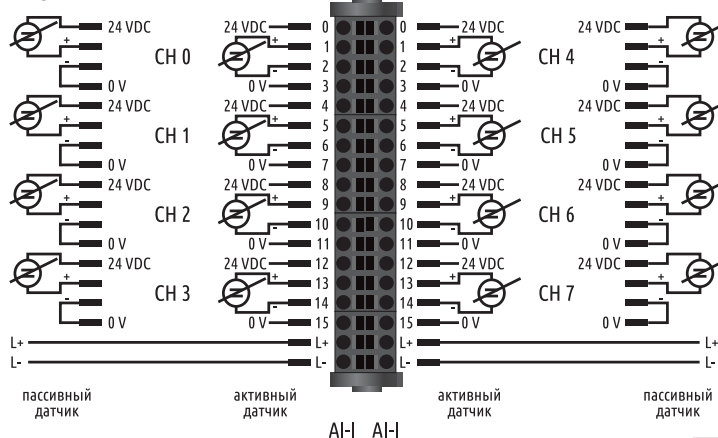 24 VDC 24 VDC 0 0 24 VDC 24 VDC
+ + 1 1 + +
CH 0 CH 4
- - 2 2 - -
0 V 0 V 3 3 0 V 0 V
24 VDC 24 VDC 4 4 24 VDC 24 VDC
+ + 5 5 + +
CH 1 CH 5
- - 6 6 - -
0 V 0 V 7 7 0 V 0 V
24 VDC 24 VDC 8 8 24 VDC 24 VDC
+ + 9 9 + +
CH 2 CH 6
- - 10 10 - -
0 V 0 V 11 11 0 V 0 V
24 VDC 24 VDC 12 12 24 VDC 24 VDC
+ + 13 13 + +
CH 3 CH 7
- - 14 14 - -
0 V 0 V 15 15 0 V 0 V
L+ L+ L+ L+
L- L- L- L-
пассивный активный активный пассивный
датчик датчик датчик датчик
AI-I AI-I